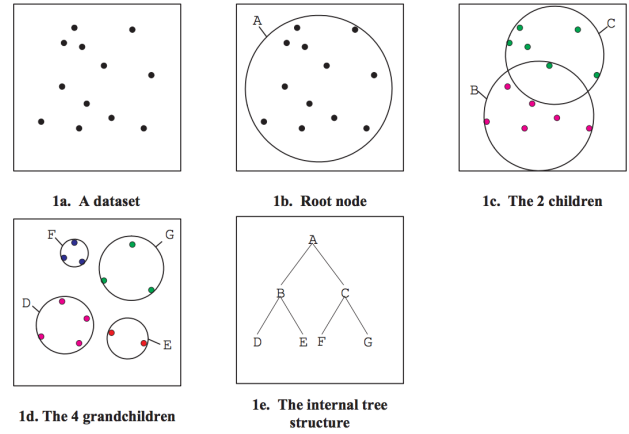 A
C
B
1a. A dataset
1b. Root node
1c. The 2 children
F
G
D
E
A
B
C
D
E
F
G
1d. The 4 grandchildren
1e. The internal tree
structure